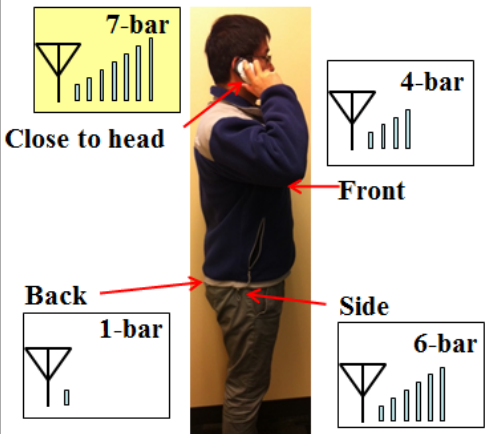 7-bar
Close to head
4-bar
Front
Back
1-bar
Side
6-bar